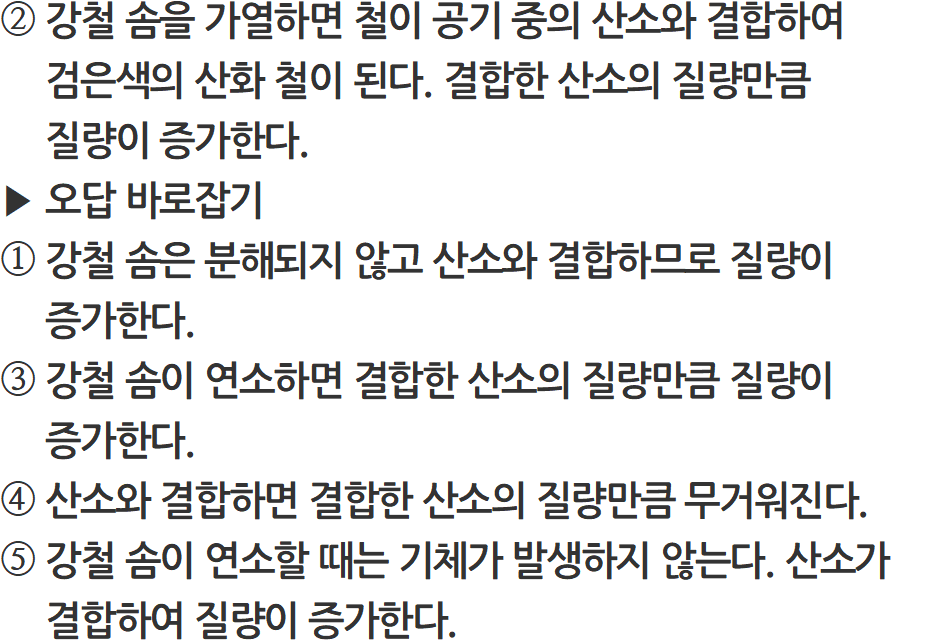 ② 강철 솜을 가열하면 철이 공기 중의 산소와 결합하여
검은색의 산화 철이 된다. 결합한 산소의 질량만큼
질량이 증가한다.
▶ 오답 바로잡기
① 강철 솜은 분해되지 않고 산소와 결합하므로 질량이
증가한다.
③ 강철 솜이 연소하면 결합한 산소의 질량만큼 질량이
증가한다.
④ 산소와 결합하면 결합한 산소의 질량만큼 무거워진다.
⑤ 강철 솜이 연소할 때는 기체가 발생하지 않는다. 산소가
결합하여 질량이 증가한다.